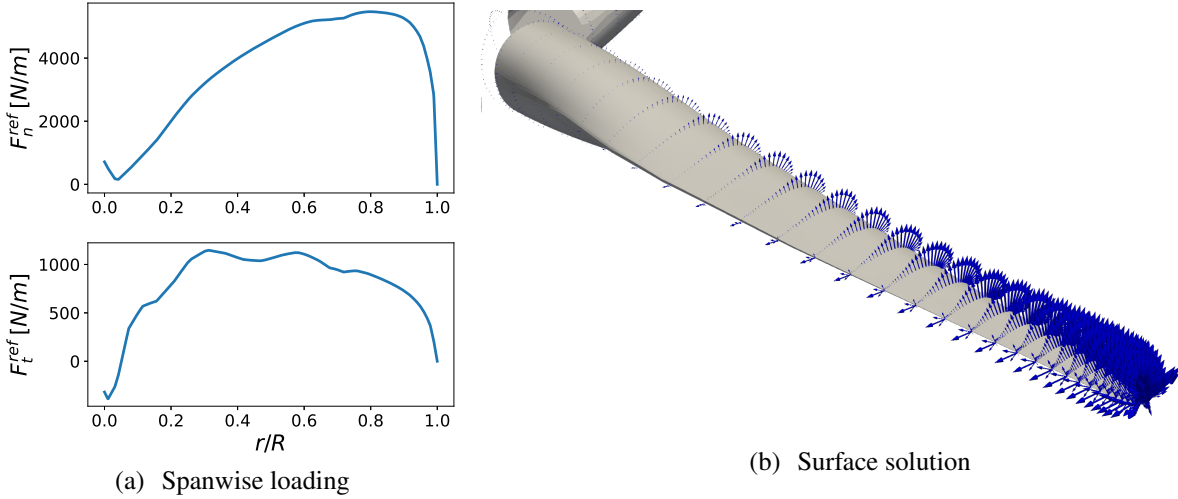 F_n^ref [N/m]
4000
2000
0
0.0 0.2 0.4 0.6 0.8 1.0
F_t^ref [N/m]
1000
500
0
0.0 0.2 0.4 0.6 0.8 1.0
r/R
(a) Spanwise loading
(b) Surface solution